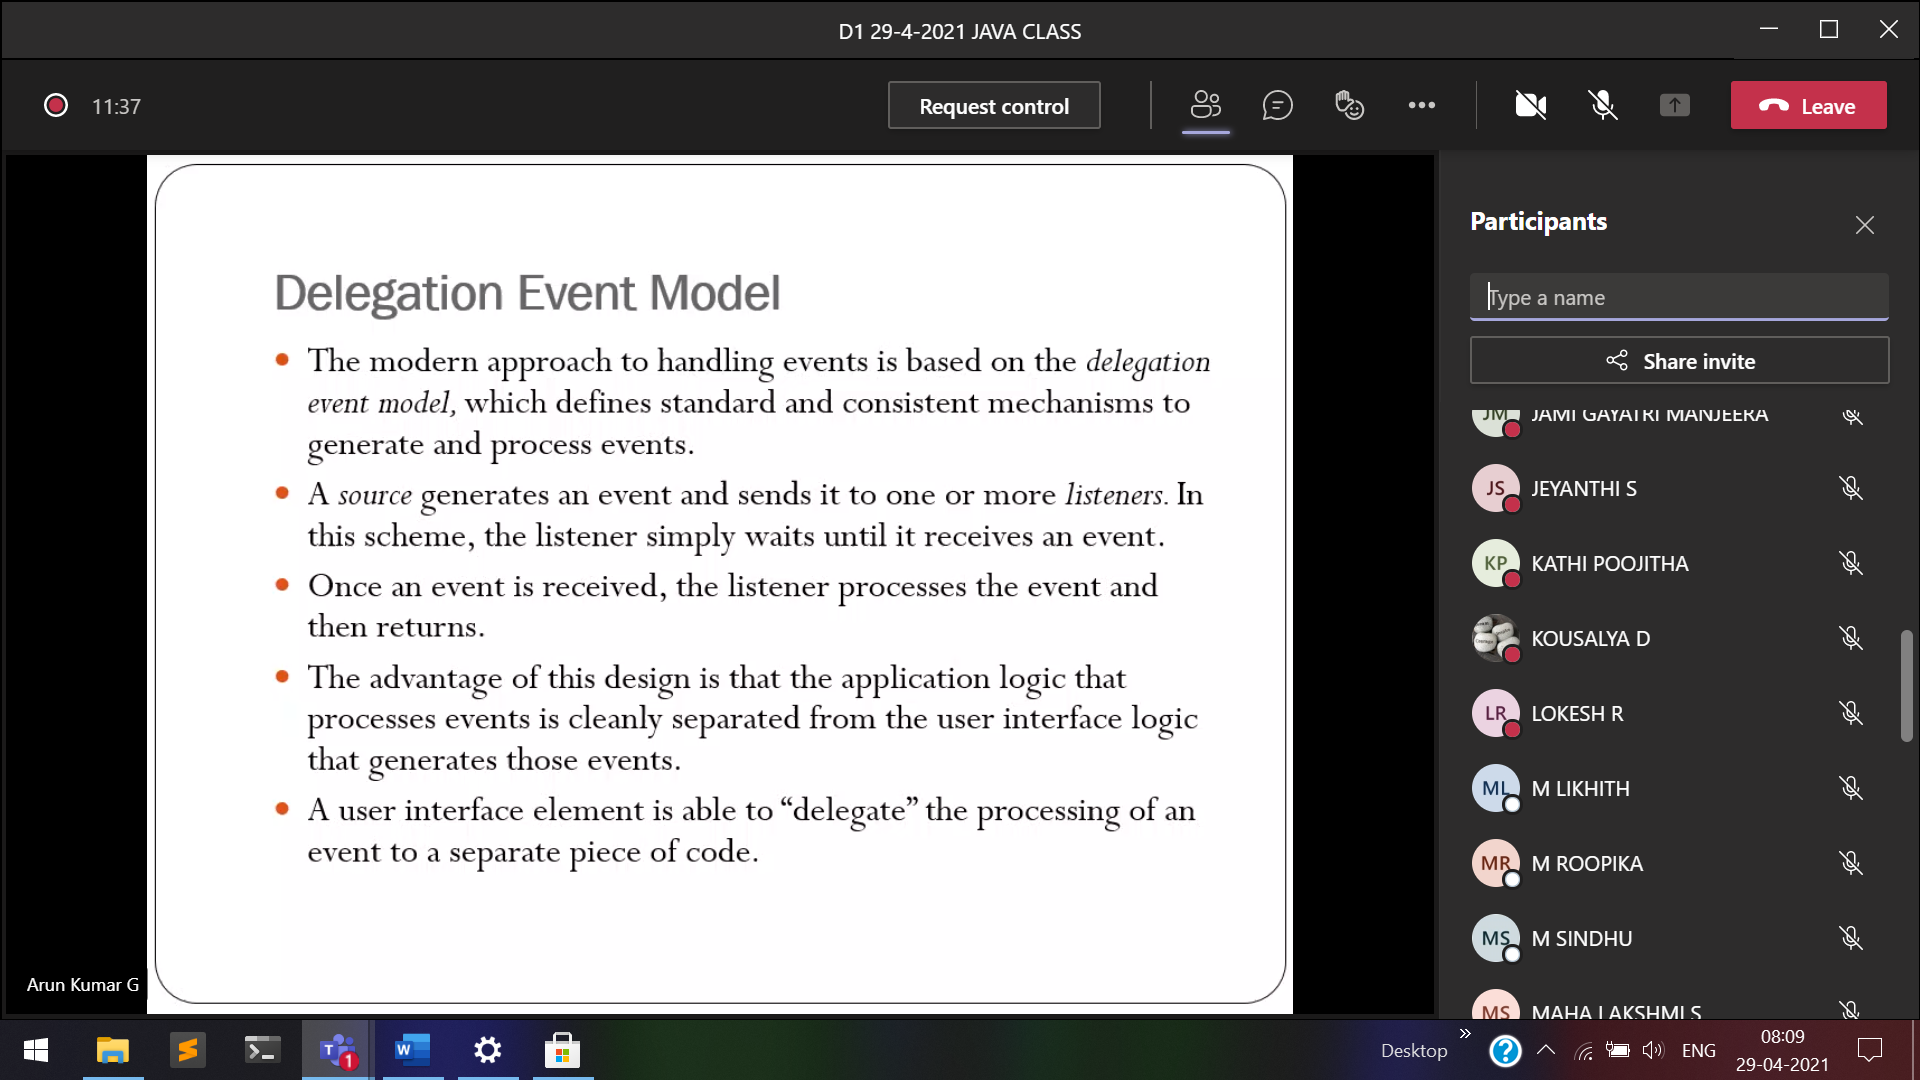 D1 29-4-2021 JAVA CLASS
11:37
Request control
Leave
Delegation Event Model
The modern approach to handling events is based on the delegation
event model, which defines standard and consistent mechanisms to
generate and process events.
A source generates an event and sends it to one or more listeners. In
this scheme, the listener simply waits until it receives an event.
Once an event is received, the listener processes the event and
then returns.
The advantage of this design is that the application logic that
processes events is cleanly separated from the user interface logic
that generates those events.
A user interface element is able to “delegate” the processing of an
event to a separate piece of code.
Arun Kumar G
Participants
Type a name
Share invite
JM JAMI GAYATRI MANJEERA
JS JEYANTHI S
KP KATHI POOJITHA
KOUSALYA D
LR LOKESH R
ML M LIKHITH
MR M ROOPIKA
MS M SINDHU
MS MAHA LAKSHMI S
T 1
W
Desktop
ENG
08:09
29-04-2021